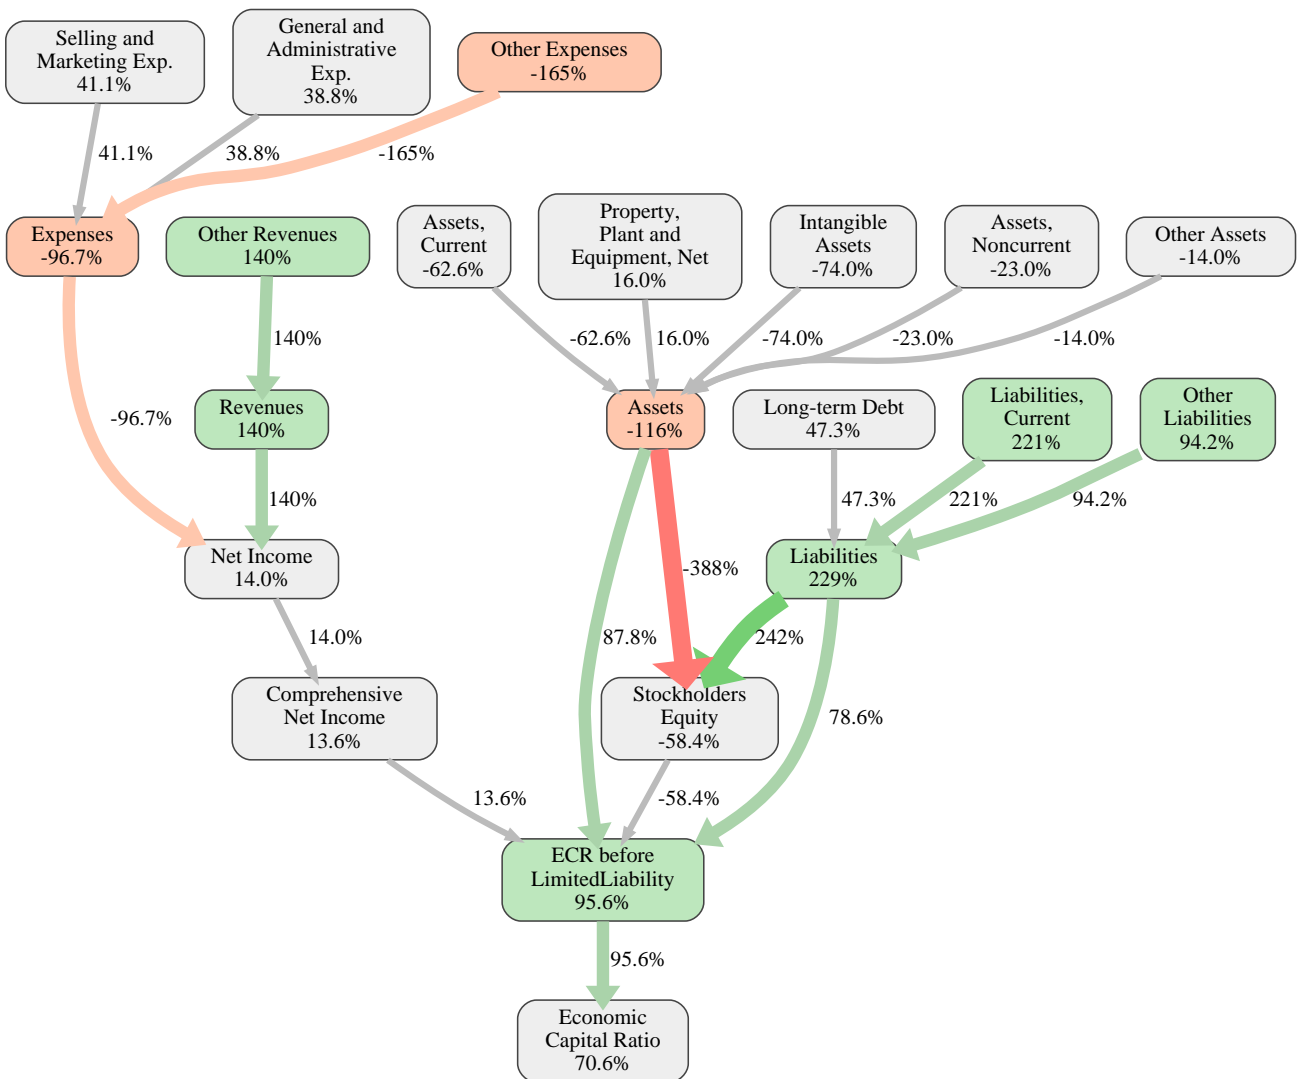 Selling and
Marketing Exp.
41.1%
General and
Administrative
Exp.
38.8%
Other Expenses
-165%
41.1%
38.8%
-165%
Expenses
-96.7%
Other Revenues
140%
Assets,
Current
-62.6%
Property,
Plant and
Equipment, Net
16.0%
Intangible
Assets
-74.0%
Assets,
Noncurrent
-23.0%
Other Assets
-14.0%
140%
-62.6%
16.0%
-74.0%
-23.0%
-14.0%
-96.7%
Revenues
140%
Assets
-116%
Long-term Debt
47.3%
Liabilities,
Current
221%
Other
Liabilities
94.2%
140%
47.3%
221%
94.2%
Net Income
14.0%
-388%
Liabilities
229%
14.0%
87.8%
242%
78.6%
Comprehensive
Net Income
13.6%
Stockholders
Equity
-58.4%
13.6%
-58.4%
ECR before
LimitedLiability
95.6%
95.6%
Economic
Capital Ratio
70.6%